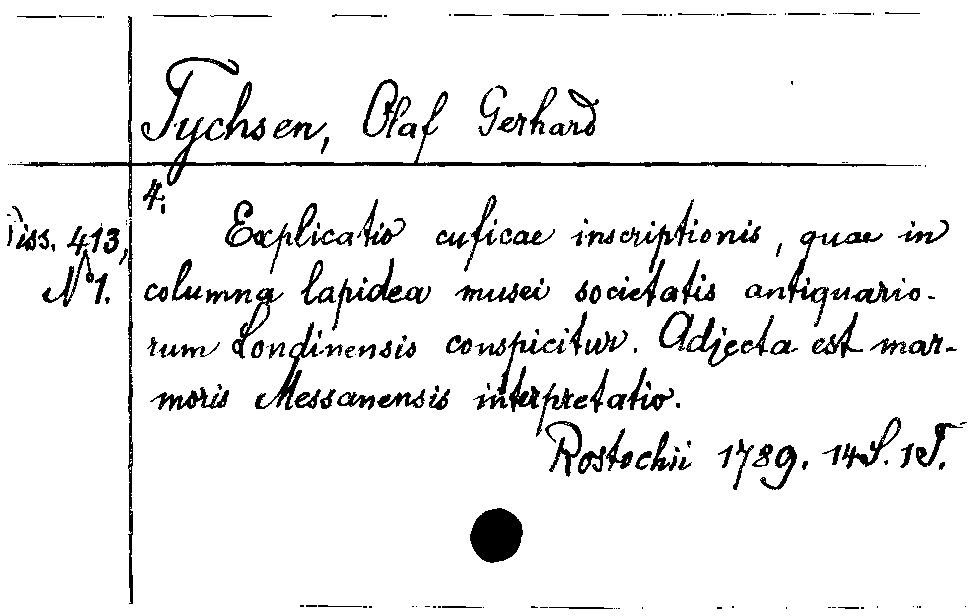 Tychsen, Olaf Gerhard
4.
Diss. 413,
N° 1.
Explicatio cuficae inscriptionis, quae in
columna lapidea musei societatis antiquario-
rum Londinensis conspicitur. Adjecta est mar-
moris Messanensis interpretatio.
Rostochii 1789. 14 S. 1 T.